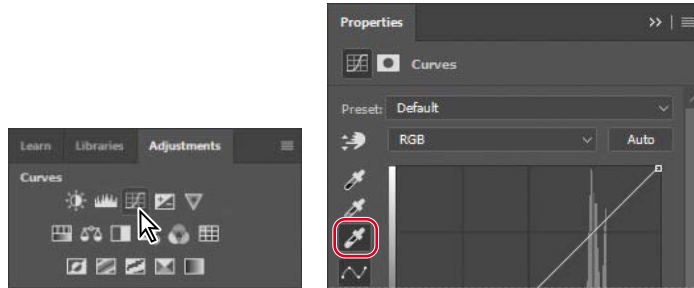 Learn Libraries Adjustments
Curves
Properties
Curves
Preset: Default
RGB Auto